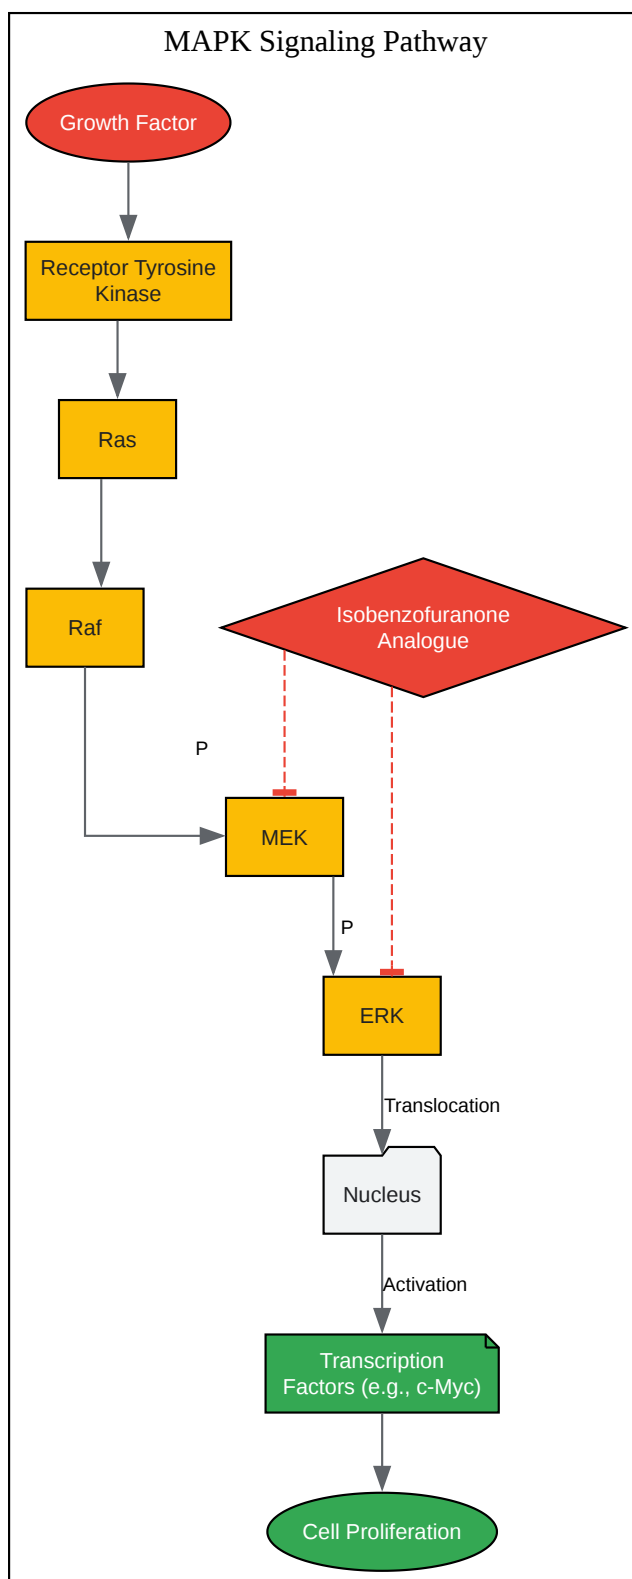 MAPK Signaling Pathway
Growth Factor
Receptor Tyrosine
Kinase
Ras
Raf
Isobenzofuranone
Analogue
P
MEK
P
ERK
Translocation
Nucleus
Activation
Transcription
Factors (e.g., c-Myc)
Cell Proliferation